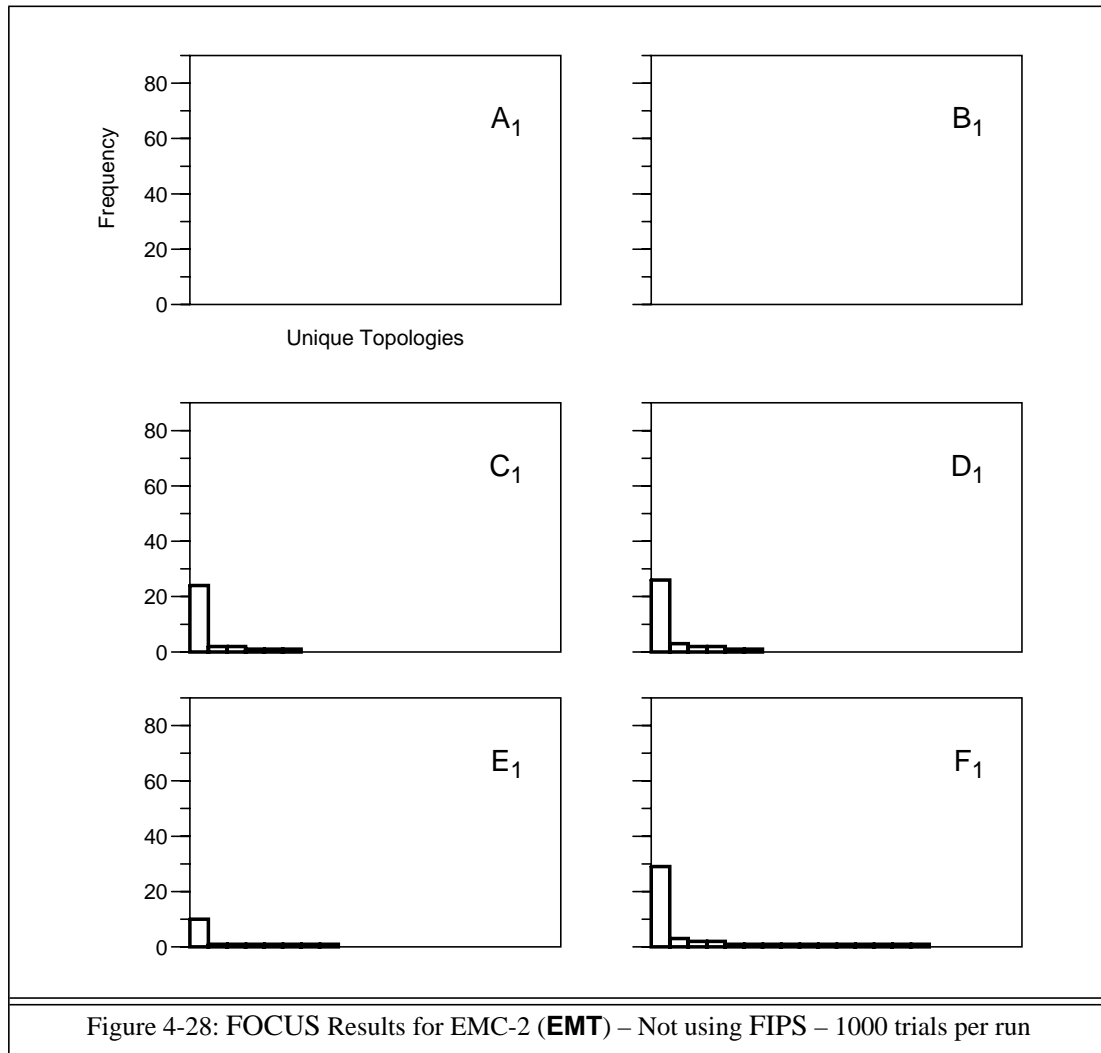 80
60
40
20
0
Frequency
A1
B1
Unique Topologies
80
60
40
20
0
C1
D1
80
60
40
20
0
E1
F1
Figure 4-28: FOCUS Results for EMC-2 (EMT) – Not using FIPS – 1000 trials per run